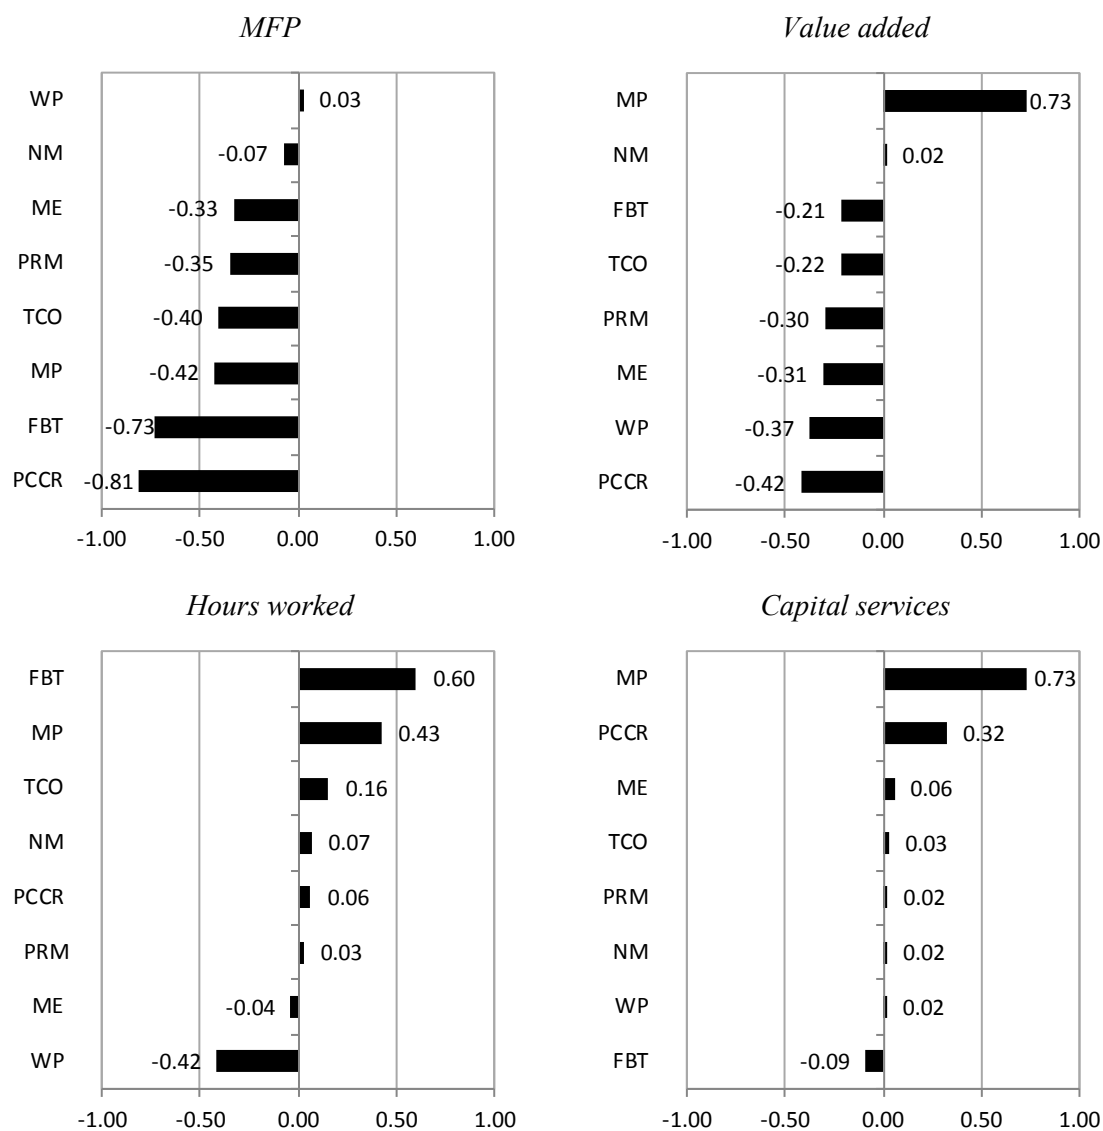 MFP
WP 0.03
NM -0.07
ME -0.33
PRM -0.35
TCO -0.40
MP -0.42
FBT -0.73
PCCR -0.81
-1.00 -0.50 0.00 0.50 1.00
Value added
MP 0.73
NM 0.02
FBT -0.21
TCO -0.22
PRM -0.30
ME -0.31
WP -0.37
PCCR -0.42
-1.00 -0.50 0.00 0.50 1.00
Hours worked
FBT 0.60
MP 0.43
TCO 0.16
NM 0.07
PCCR 0.06
PRM 0.03
ME -0.04
WP -0.42
-1.00 -0.50 0.00 0.50 1.00
Capital services
MP 0.73
PCCR 0.32
ME 0.06
TCO 0.03
PRM 0.02
NM 0.02
WP 0.02
FBT -0.09
-1.00 -0.50 0.00 0.50 1.00